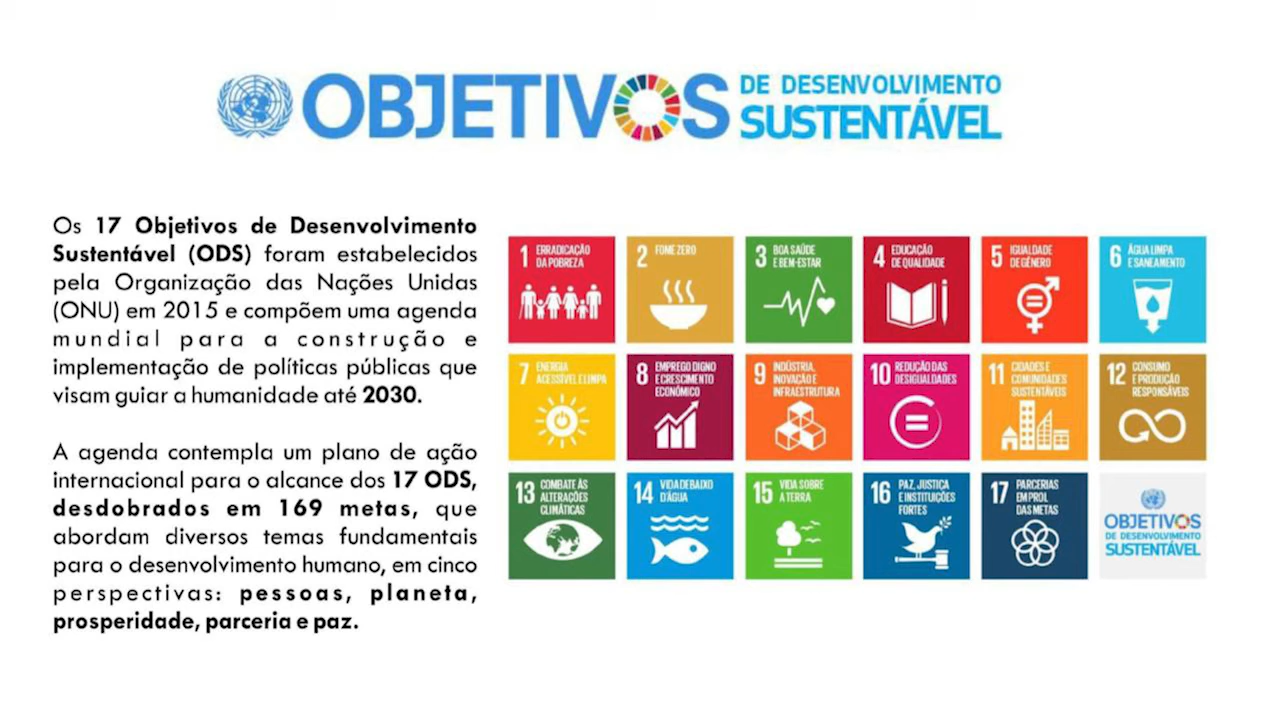 OBJETIVOS
DE DESENVOLVIMENTO
SUSTENTÁVEL
Os 17 Objetivos de Desenvolvimento
Sustentável (ODS) foram estabelecidos
pela Organização das Nações Unidas
(ONU) em 2015 e compõem uma agenda
mundial para a construção e
implementação de políticas públicas que
visam guiar a humanidade até 2030.
A agenda contempla um plano de ação
internacional para o alcance dos 17 ODS,
desdobrados em 169 metas, que
abordam diversos temas fundamentais
para o desenvolvimento humano, em cinco
perspectivas: pessoas, planeta,
prosperidade, parceria e paz.
1 ERRADICAÇÃO
DA POBREZA
2 FOME ZERO
3 BOA SAÚDE
E BEM-ESTAR
4 EDUCAÇÃO
DE QUALIDADE
5 IGUALDADE
DE GÊNERO
6 ÁGUA LIMPA
E SANEAMENTO
7 ENERGIA
ACESSÍVEL E LIMPA
8 EMPREGO DIGNO
E CRESCIMENTO
ECONÔMICO
9 INDÚSTRIA,
INOVAÇÃO E
INFRAESTRUTURA
10 REDUÇÃO DAS
DESIGUALDADES
11 CIDADES E
COMUNIDADES
SUSTENTÁVEIS
12 CONSUMO
E PRODUÇÃO
RESPONSÁVEIS
13 COMBATE ÀS
ALTERAÇÕES
CLIMÁTICAS
14 VIDA DEBAIXO
D'ÁGUA
15 VIDA SOBRE
A TERRA
16 PAZ, JUSTIÇA
E INSTITUIÇÕES
FORTES
17 PARCERIAS
EM PROL
DAS METAS
OBJETIVOS
DE DESENVOLVIMENTO
SUSTENTÁVEL